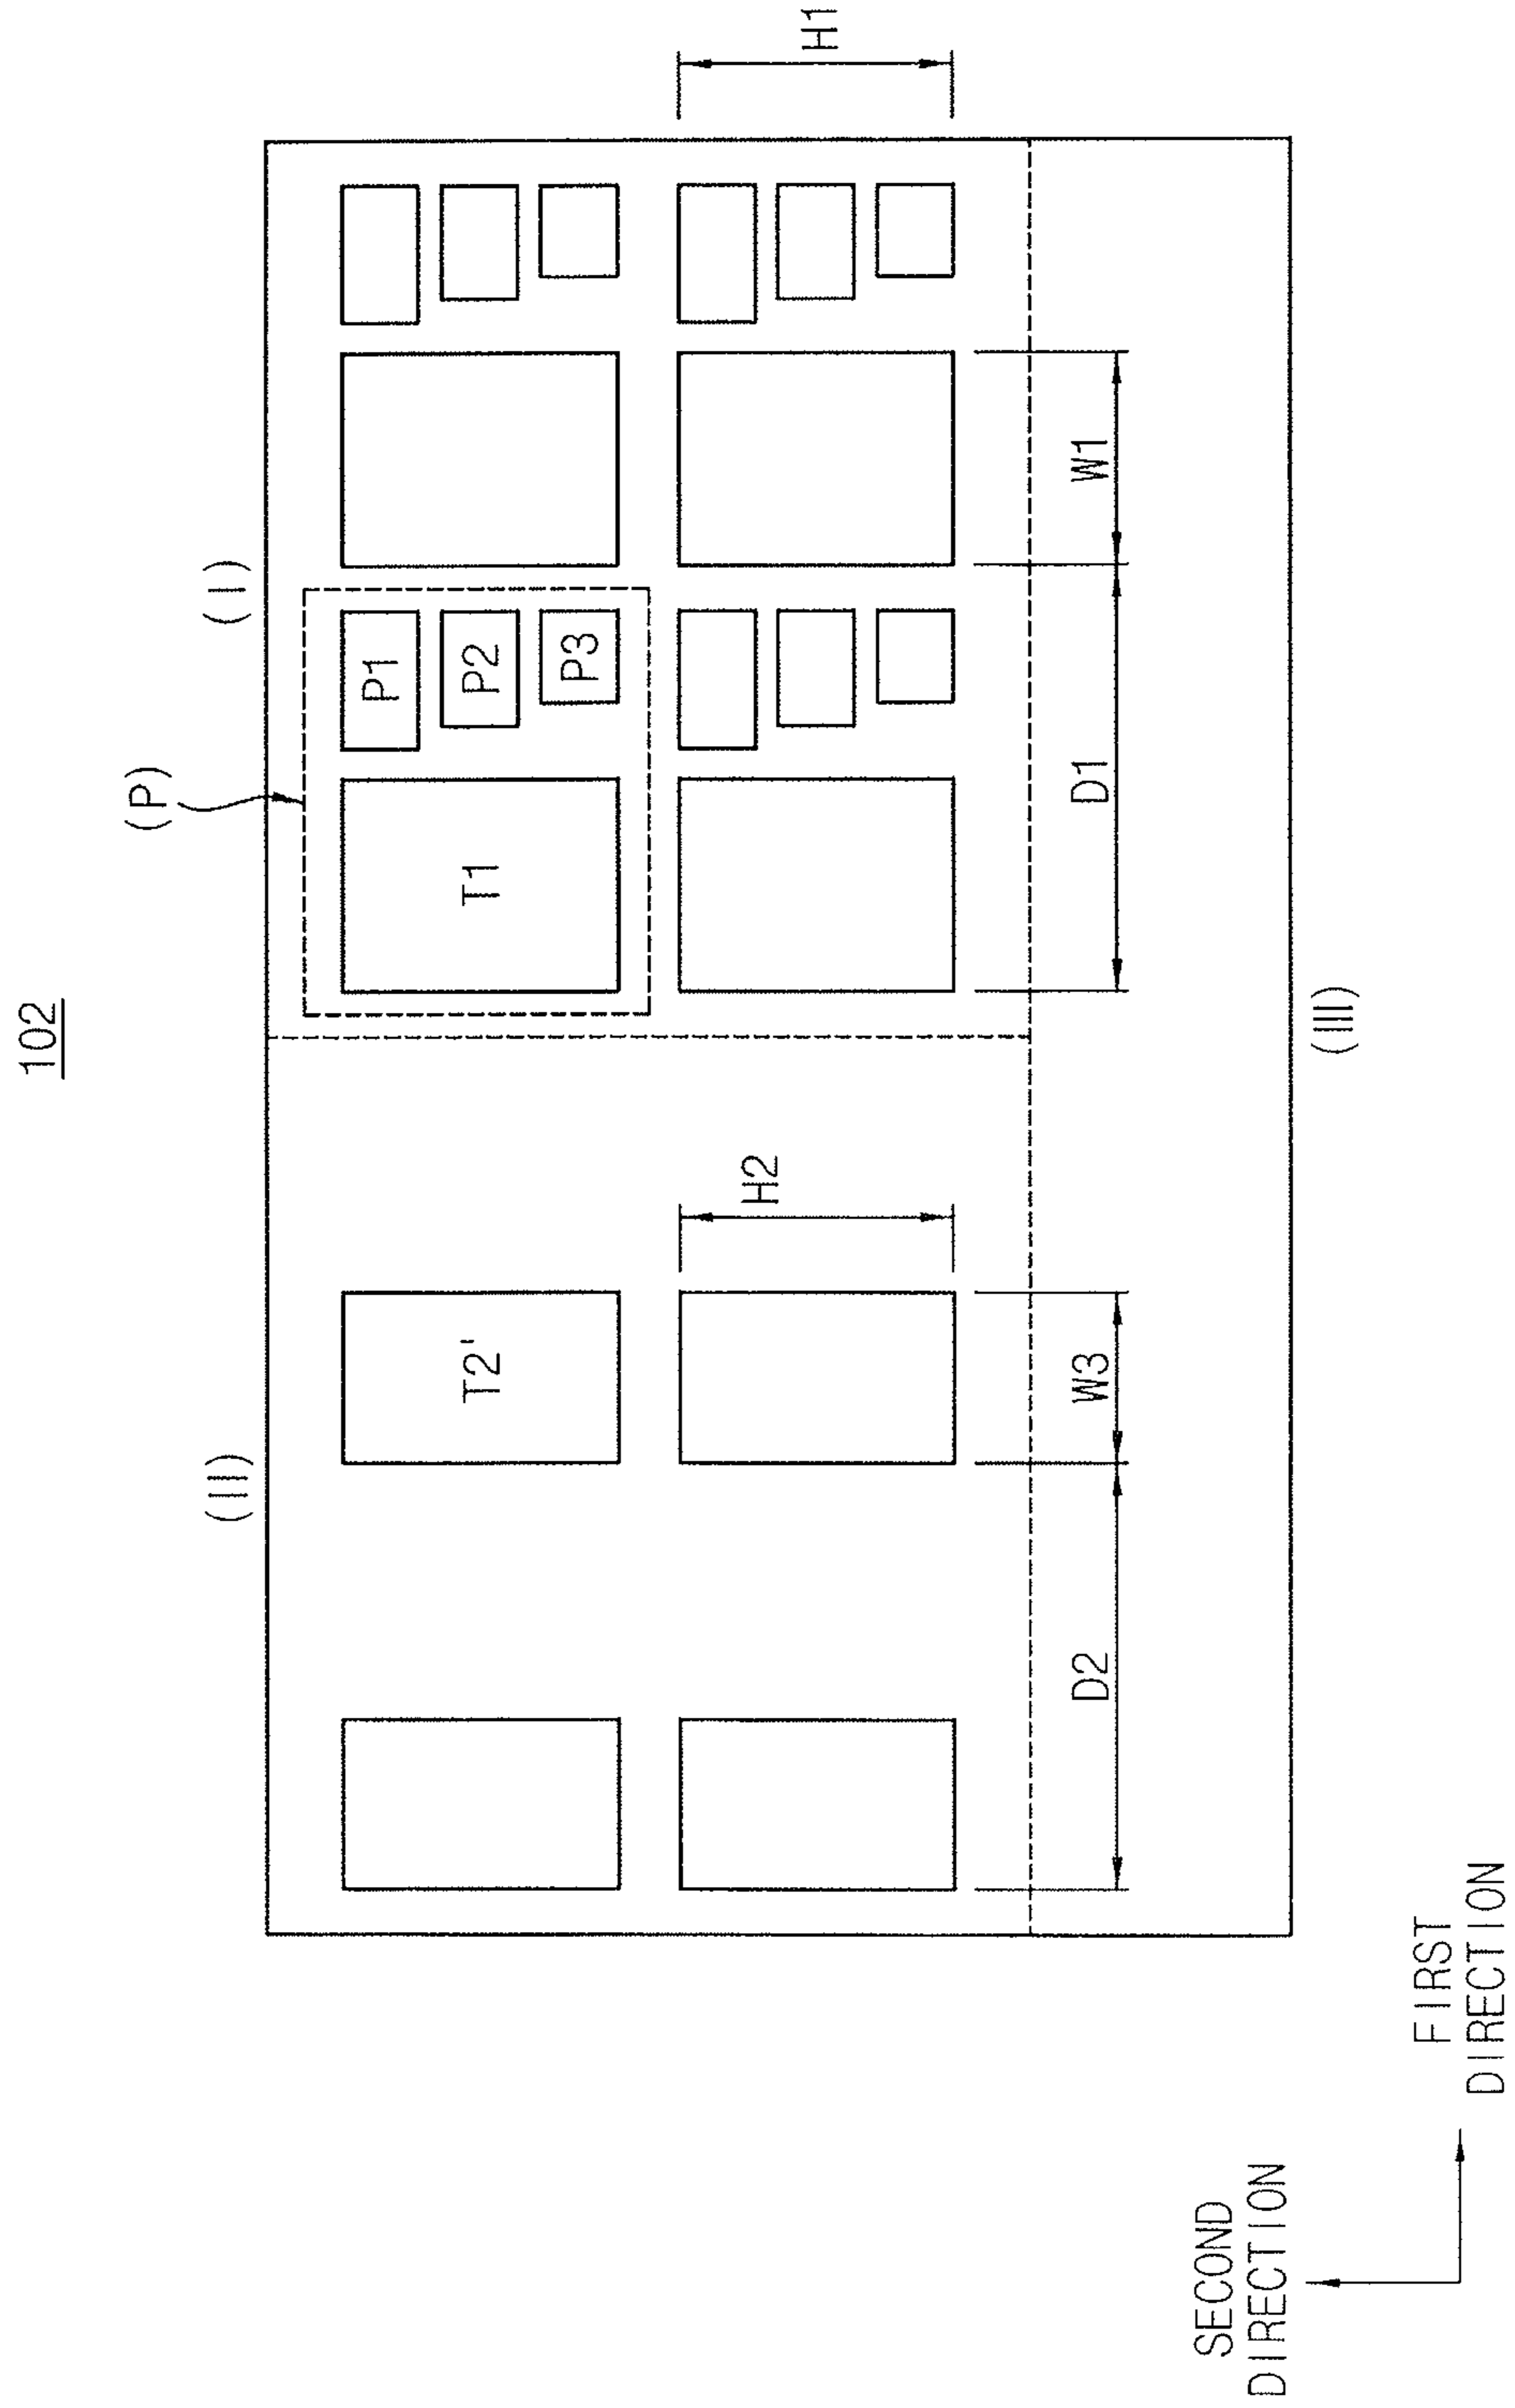 102
(II)
(P)
(I)
T2'
T1
P1
P2
P3
H2
H1
D2
W3
D1
W1
(III)
SECOND
DIRECTION
FIRST
DIRECTION